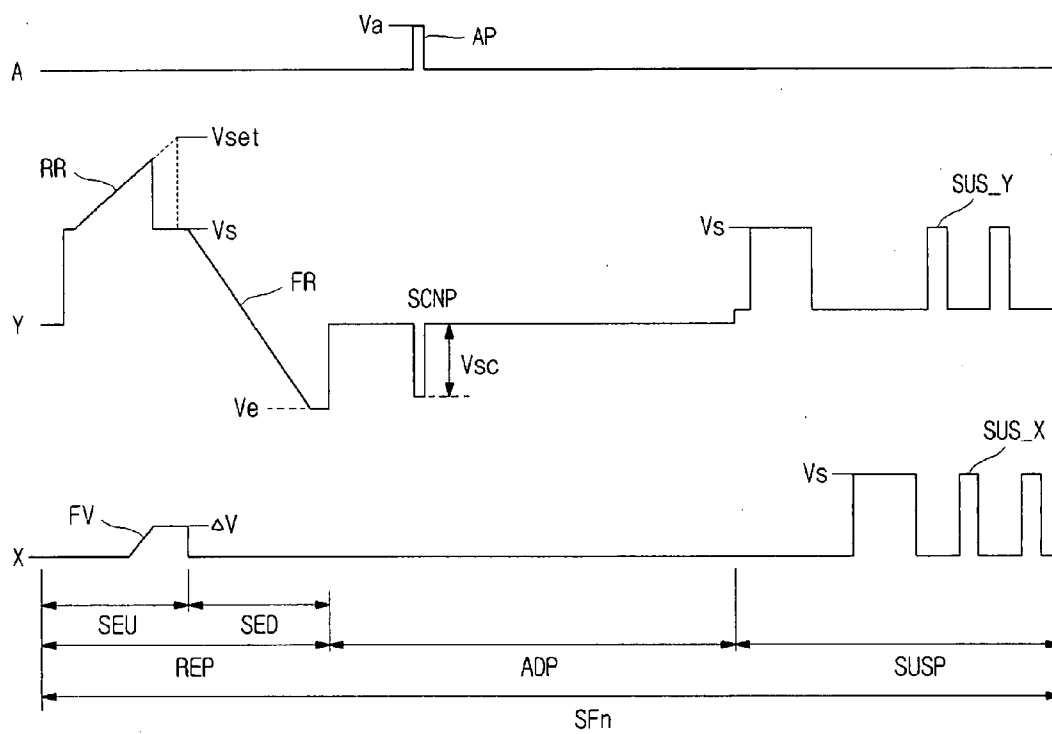 Va
AP
A
Vset
RR
Vs
Vs
SUS_Y
FR
SCNP
Y
Vsc
Ve
SUS_X
Vs
FV
ΔV
X
SEU
SED
REP
ADP
SUSP
SFn